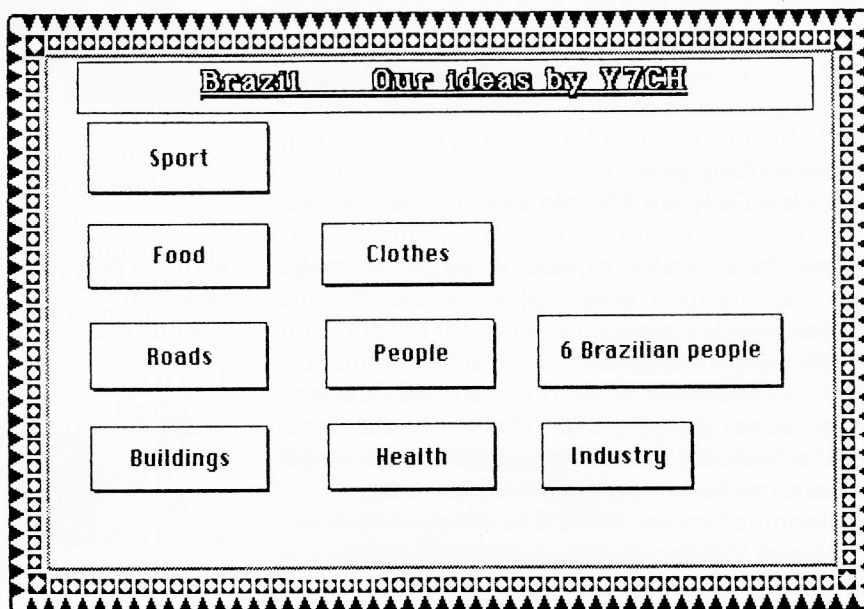 Brazil Our ideas by Y7CH
Sport
Food Clothes
Roads People 6 Brazilian people
Buildings Health Industry